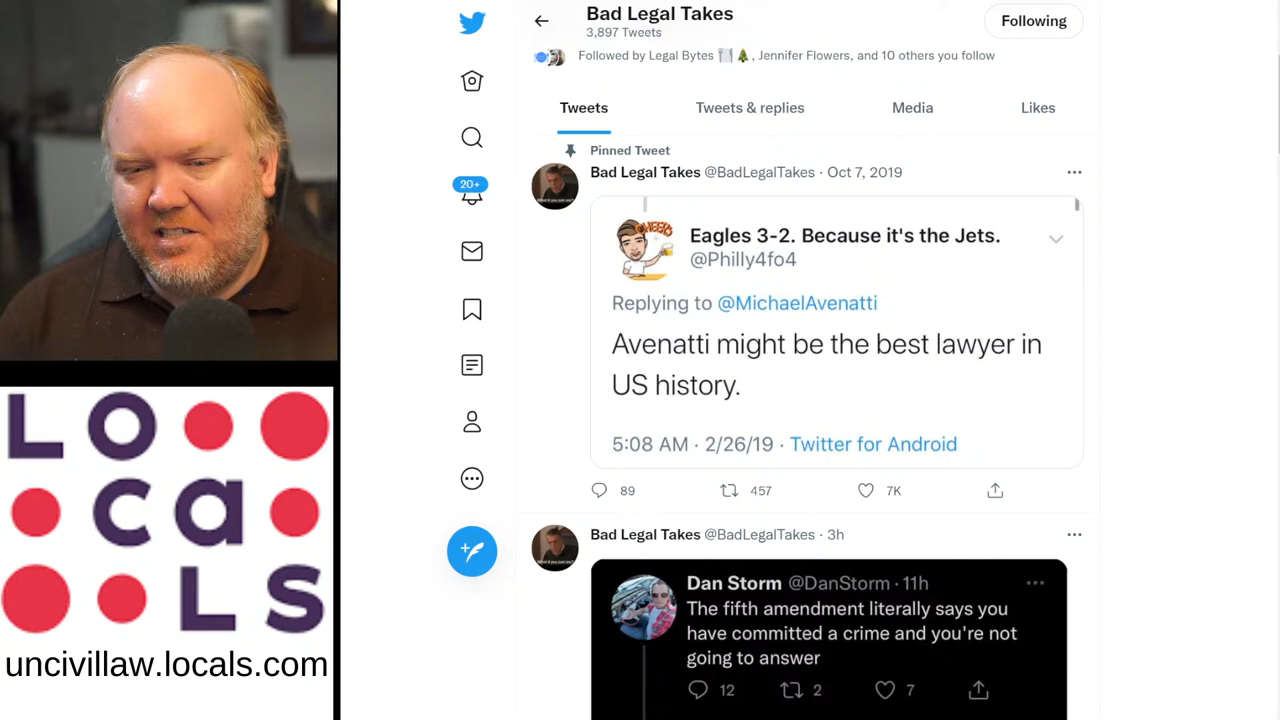 Bad Legal Takes
3,897 Tweets
Following
Followed by Legal Bytes 🍽️🌲, Jennifer Flowers, and 10 others you follow
Tweets
Tweets & replies
Media
Likes
20+
Pinned Tweet
Bad Legal Takes @BadLegalTakes · Oct 7, 2019
Eagles 3-2. Because it's the Jets.
@Philly4fo4
Replying to @MichaelAvenatti
Avenatti might be the best lawyer in
US history.
5:08 AM · 2/26/19 · Twitter for Android
89
457
7K
Bad Legal Takes @BadLegalTakes · 3h
Dan Storm @DanStorm · 11h
The fifth amendment literally says you
have committed a crime and you're not
going to answer
12
2
7
LO
ca
LS
uncivillaw.locals.com